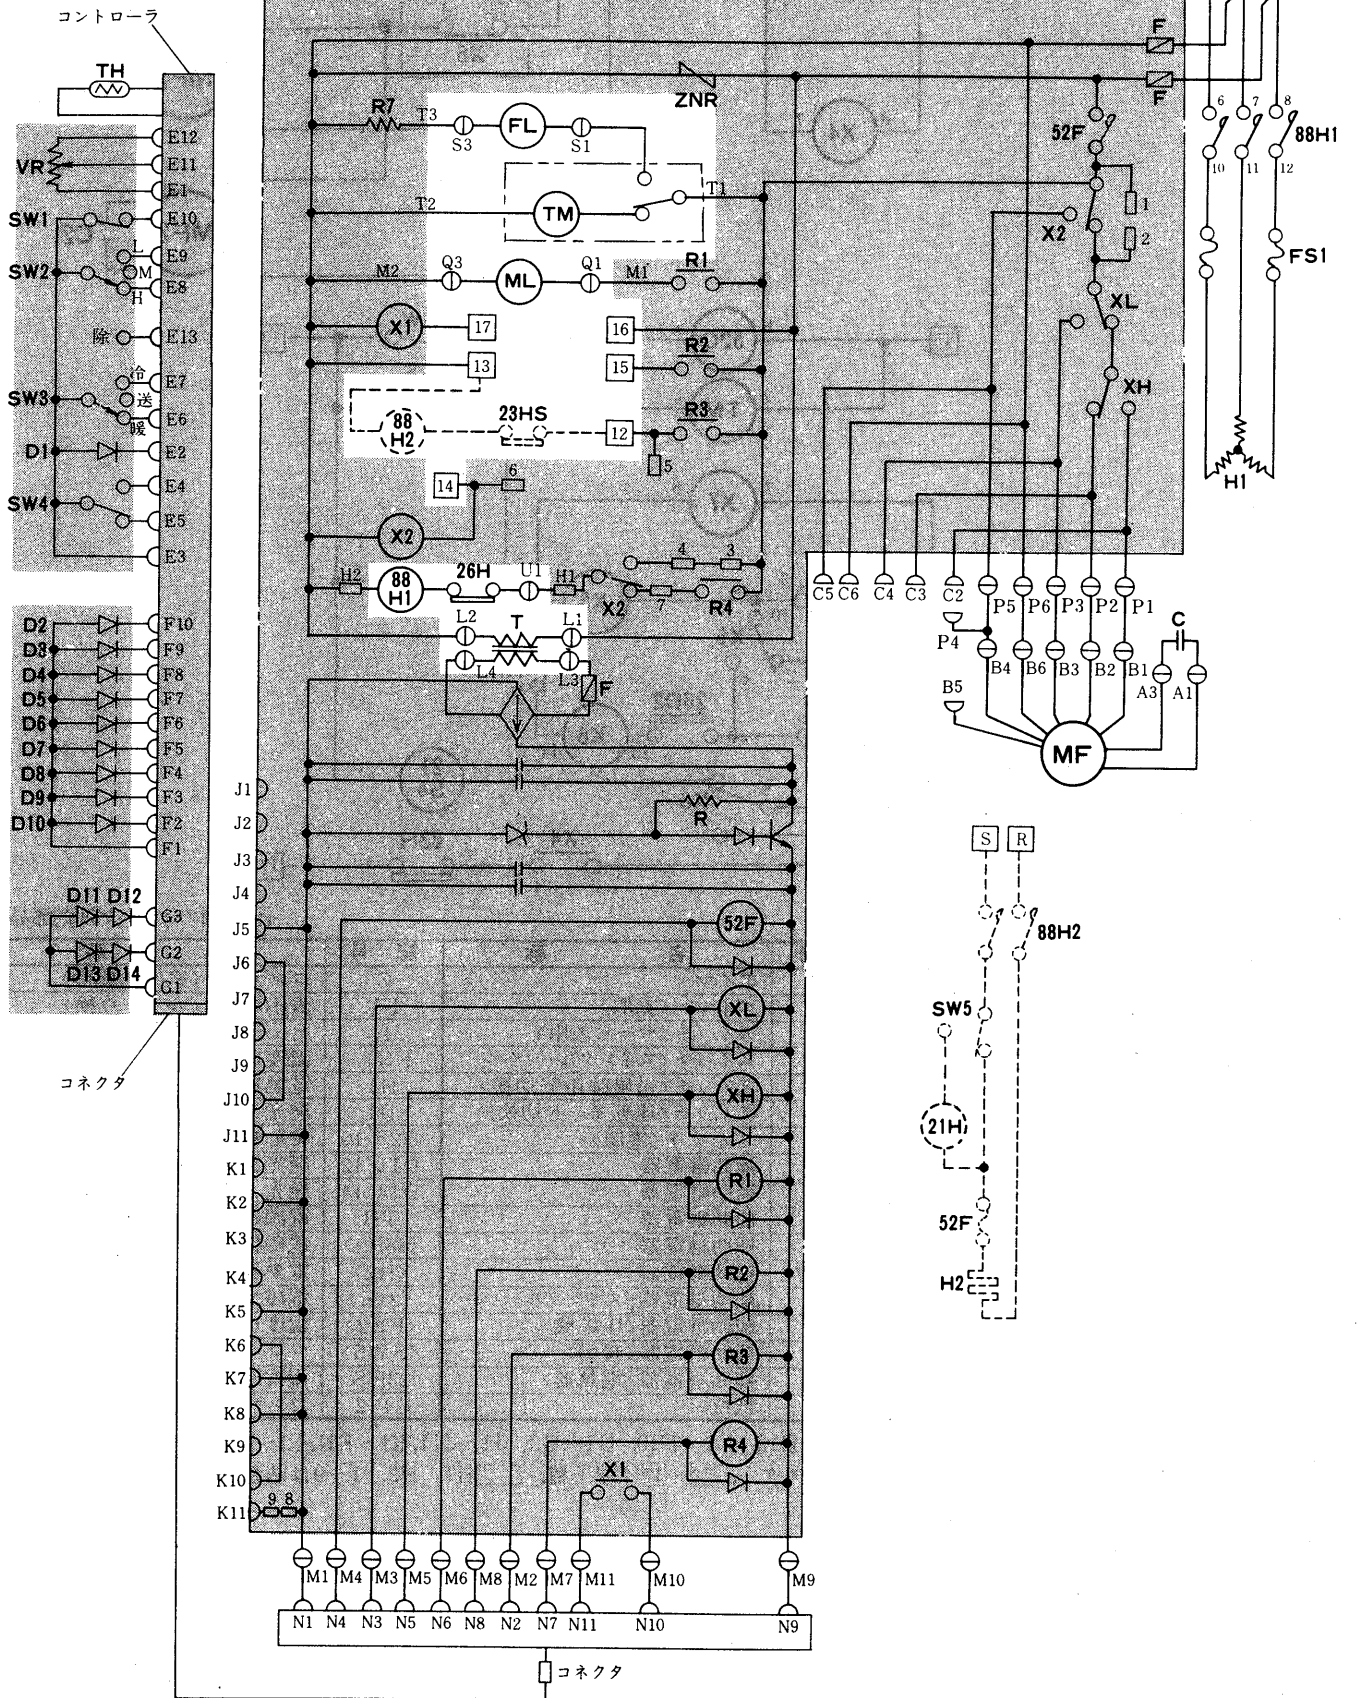 コントローラ
TH
VR
E12
E11
E1
SW1
E10
L
E9
SW2
M
H
E8
除
E13
冷
E7
SW3
送
暖
E6
D1
E2
E4
SW4
E5
E3
D2
F10
D3
F9
D4
F8
D5
F7
D6
F6
D7
F5
D8
F4
D9
F3
D10
F2
F1
D11 D12
G3
G2
D13 D14
G1
コネクタ
F
F
ZNR
R7
T3
S3
FL
S1
T2
TM
T1
M2
Q3
ML
Q1
M1
R1
X1
17
16
13
R2
15
88
H2
23HS
12
R3
5
14
6
X2
H2
88
H1
26H
U1
H1
X2
4
3
7
R4
L2
T
L1
L4
L3
F
52F
1
2
X2
XL
XH
6
7
8
88H1
10
11
12
FS1
H1
C5
C6
C4
C3
C2
P5
P6
P3
P2
P1
P4
B4
B6
B3
B2
B1
B5
C
A3
A1
MF
R
J1
J2
J3
J4
J5
J6
J7
J8
J9
J10
J11
K1
K2
K3
K4
K5
K6
K7
K8
K9
K10
K11
9
8
52F
XL
XH
R1
R2
R3
R4
X1
S
R
88H2
SW5
21H
52F
H2
M1
M4
M3
M5
M6
M8
M2
M7
M11
M10
M9
N1
N4
N3
N5
N6
N8
N2
N7
N11
N10
N9
コネクタ